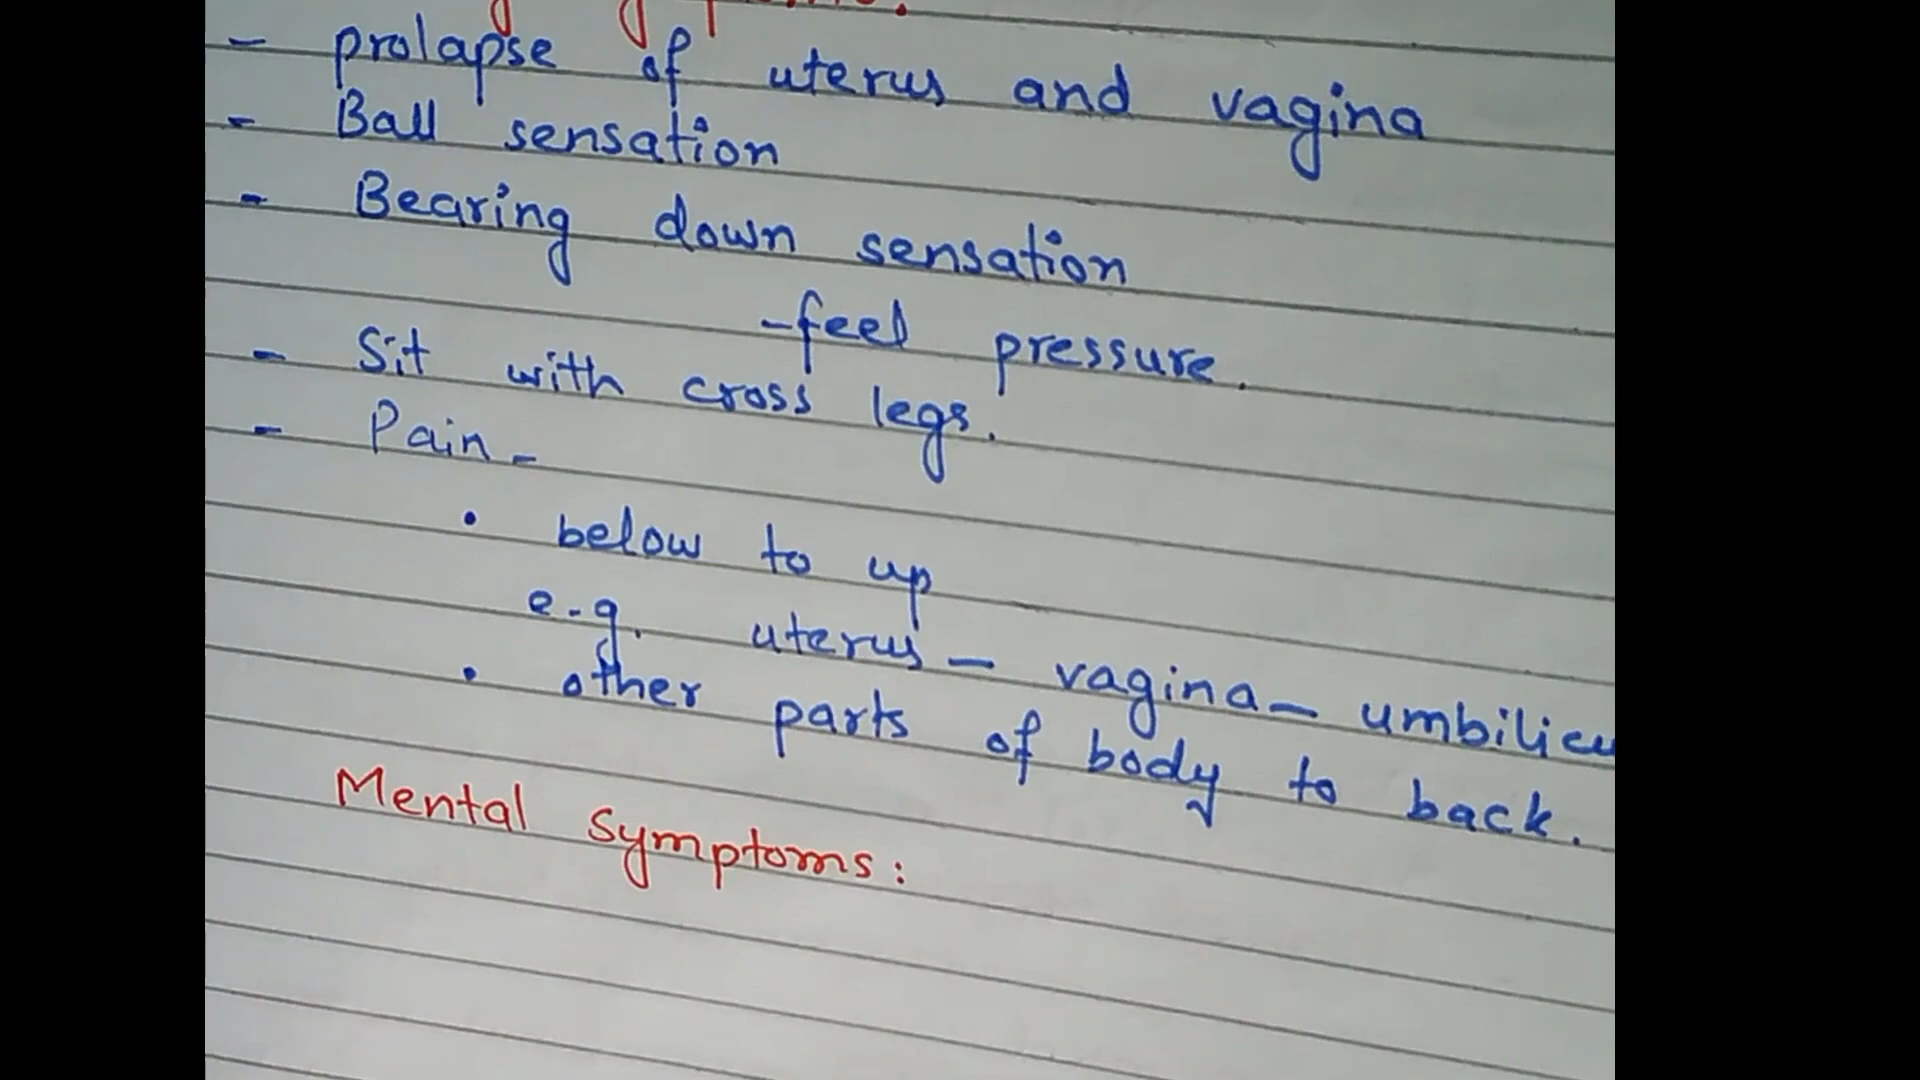 - prolapse of uterus and vagina
- Ball sensation
- Bearing down sensation
- feel pressure.
- Sit with cross legs.
- Pain -
• below to up
e.g. uterus - vagina - umbilicu
• other parts of body to back.
Mental Symptoms: